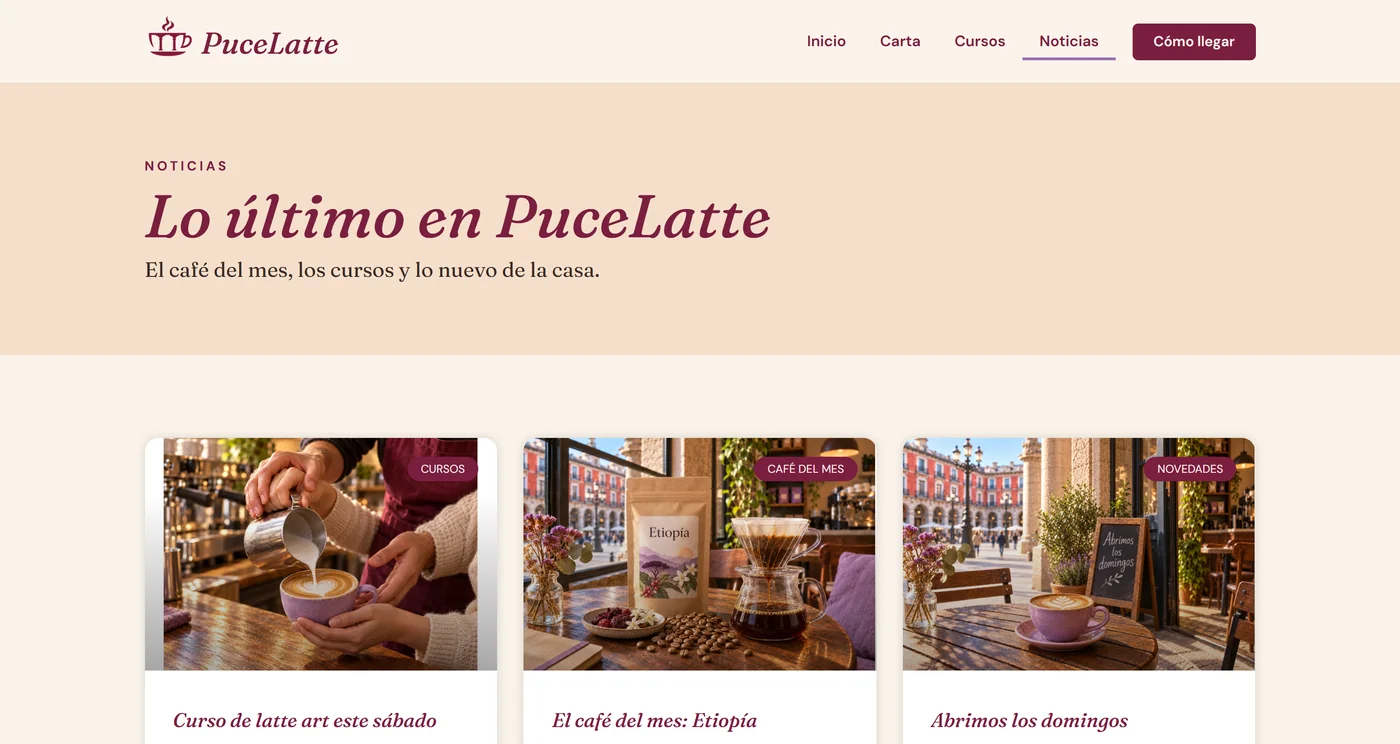 PuceLatte
Inicio
Carta
Cursos
Noticias
Cómo llegar
NOTICIAS
Lo último en PuceLatte
El café del mes, los cursos y lo nuevo de la casa.
CURSOS
CAFÉ DEL MES
Etiopía
NOVEDADES
Abrimos
los
domingos
Curso de latte art este sábado
El café del mes: Etiopía
Abrimos los domingos